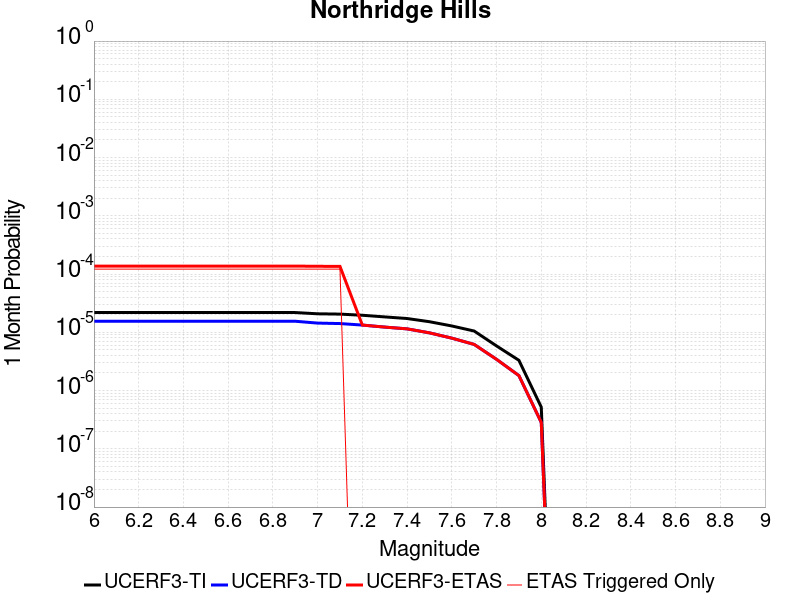 Northridge Hills
10^0
10^-1
10^-2
10^-3
10^-4
10^-5
10^-6
10^-7
10^-8
1 Month Probability
6 6.2 6.4 6.6 6.8 7 7.2 7.4 7.6 7.8 8 8.2 8.4 8.6 8.8 9
Magnitude
UCERF3-TI UCERF3-TD UCERF3-ETAS ETAS Triggered Only